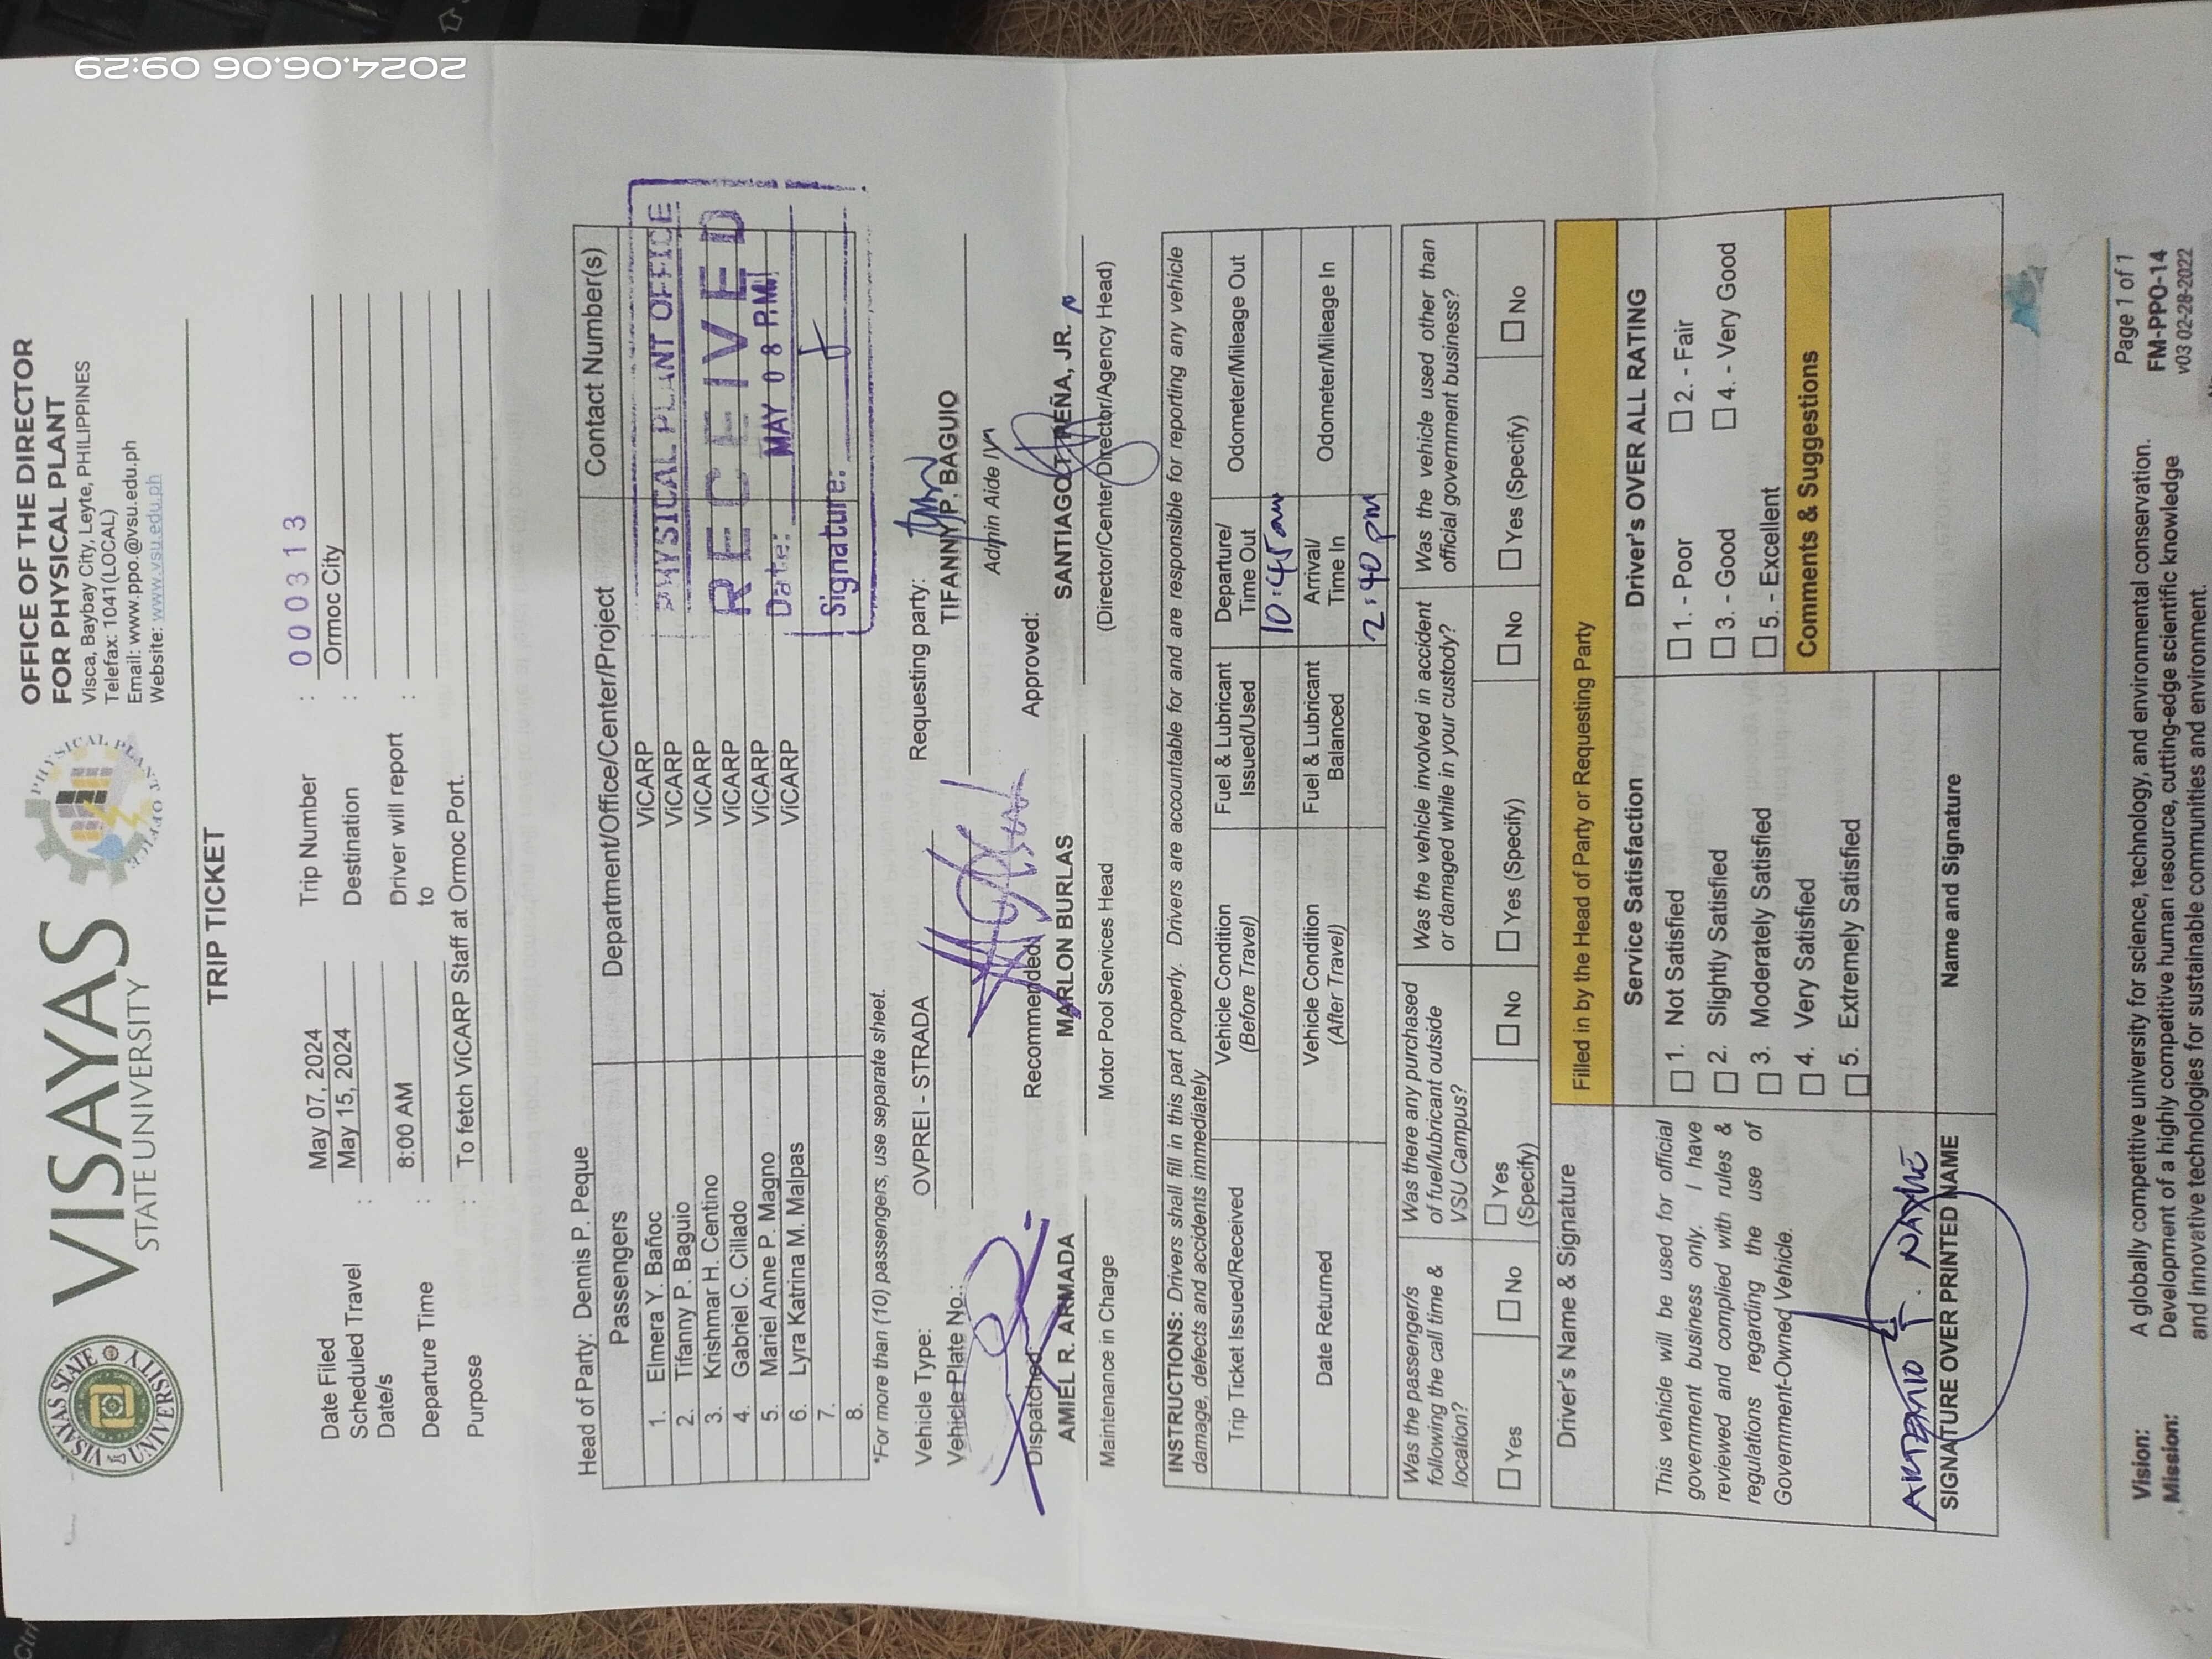 2024.06.06 09:29
VISAYAS STATE UNIVERSITY
VISAYAS
STATE UNIVERSITY
PHYSICAL PLANT OFFICE
OFFICE OF THE DIRECTOR
FOR PHYSICAL PLANT
Visca, Baybay City, Leyte, PHILIPPINES
Telefax: 1041(LOCAL)
Email: www.ppo.@vsu.edu.ph
Website: www.vsu.edu.ph
TRIP TICKET
Date Filed May 07, 2024 Trip Number : 000313
Scheduled Travel Date/s : May 15, 2024 Destination : Ormoc City
Departure Time : 8:00 AM Driver will report to :
Purpose : To fetch ViCARP Staff at Ormoc Port.
Head of Party: Dennis P. Peque
Passengers Department/Office/Center/Project Contact Number(s)
1. Elmera Y. Bañoc ViCARP
2. Tifanny P. Baguio ViCARP
3. Krishmar H. Centino ViCARP
4. Gabriel C. Cillado ViCARP
5. Mariel Anne P. Magno ViCARP
6. Lyra Katrina M. Malpas ViCARP
7.
8.
PHYSICAL PLANT OFFICE
RECEIVED
Date: MAY 08 P.M.
Signature:
*For more than (10) passengers, use separate sheet.
Vehicle Type: OVPREI - STRADA Requesting party:
Vehicle Plate No.: TIFANNY P. BAGUIO
Admin Aide IV
Dispatched: Recommended: Approved:
AMIEL R. ARMADA MARLON BURLAS SANTIAGO T. PEÑA, JR.
Maintenance in Charge Motor Pool Services Head (Director/Center Director/Agency Head)
INSTRUCTIONS: Drivers shall fill in this part properly. Drivers are accountable for and are responsible for reporting any vehicle
damage, defects and accidents immediately
Trip Ticket Issued/Received Vehicle Condition (Before Travel) Fuel & Lubricant Issued/Used Departure/ Time Out Odometer/Mileage Out
10:45 am
Date Returned Vehicle Condition (After Travel) Fuel & Lubricant Balanced Arrival/ Time In Odometer/Mileage In
2:40 pm
Was the passenger/s following the call time & location? Was there any purchased of fuel/lubricant outside VSU Campus? Was the vehicle involved in accident or damaged while in your custody? Was the vehicle used other than official government business?
Yes No Yes (Specify) No Yes (Specify) No Yes (Specify) No
Driver's Name & Signature Filled in by the Head of Party or Requesting Party
Service Satisfaction Driver's OVER ALL RATING
This vehicle will be used for official
government business only. I have
reviewed and complied with rules &
regulations regarding the use of
Government-Owned Vehicle.
1. Not Satisfied
2. Slightly Satisfied
3. Moderately Satisfied
4. Very Satisfied
5. Extremely Satisfied
1. - Poor 2. - Fair
3. - Good 4. - Very Good
5. - Excellent
Comments & Suggestions
SIGNATURE OVER PRINTED NAME Name and Signature
Vision: A globally competitive university for science, technology, and environmental conservation.
Mission: Development of a highly competitive human resource, cutting-edge scientific knowledge
and innovative technologies for sustainable communities and environment.
Page 1 of 1
FM-PPO-14
v03 02-28-2022